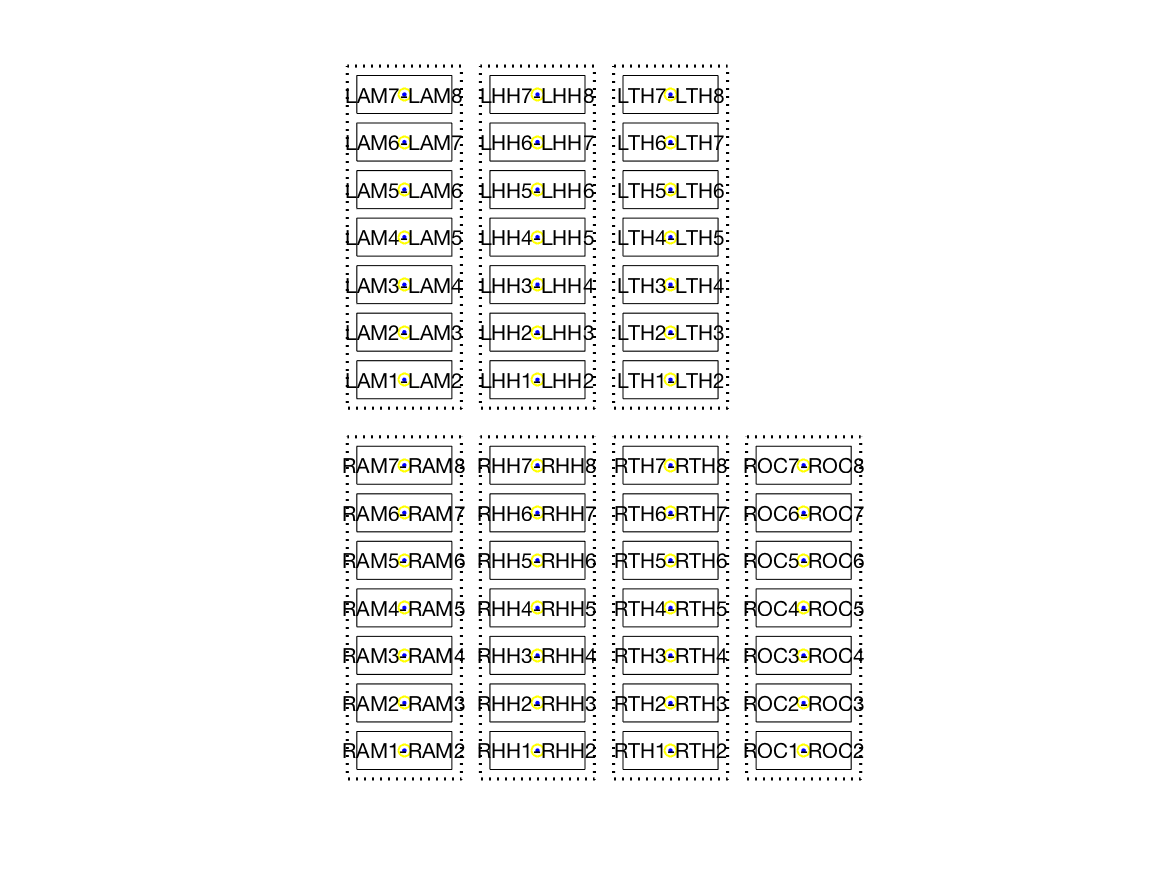 LAM7 LAM8 LHH7 LHH8 LTH7 LTH8
LAM6 LAM7 LHH6 LHH7 LTH6 LTH7
LAM5 LAM6 LHH5 LHH6 LTH5 LTH6
LAM4 LAM5 LHH4 LHH5 LTH4 LTH5
LAM3 LAM4 LHH3 LHH4 LTH3 LTH4
LAM2 LAM3 LHH2 LHH3 LTH2 LTH3
LAM1 LAM2 LHH1 LHH2 LTH1 LTH2
RAM7 RAM8 RHH7 RHH8 RTH7 RTH8 ROC7 ROC8
RAM6 RAM7 RHH6 RHH7 RTH6 RTH7 ROC6 ROC7
RAM5 RAM6 RHH5 RHH6 RTH5 RTH6 ROC5 ROC6
RAM4 RAM5 RHH4 RHH5 RTH4 RTH5 ROC4 ROC5
RAM3 RAM4 RHH3 RHH4 RTH3 RTH4 ROC3 ROC4
RAM2 RAM3 RHH2 RHH3 RTH2 RTH3 ROC2 ROC3
RAM1 RAM2 RHH1 RHH2 RTH1 RTH2 ROC1 ROC2